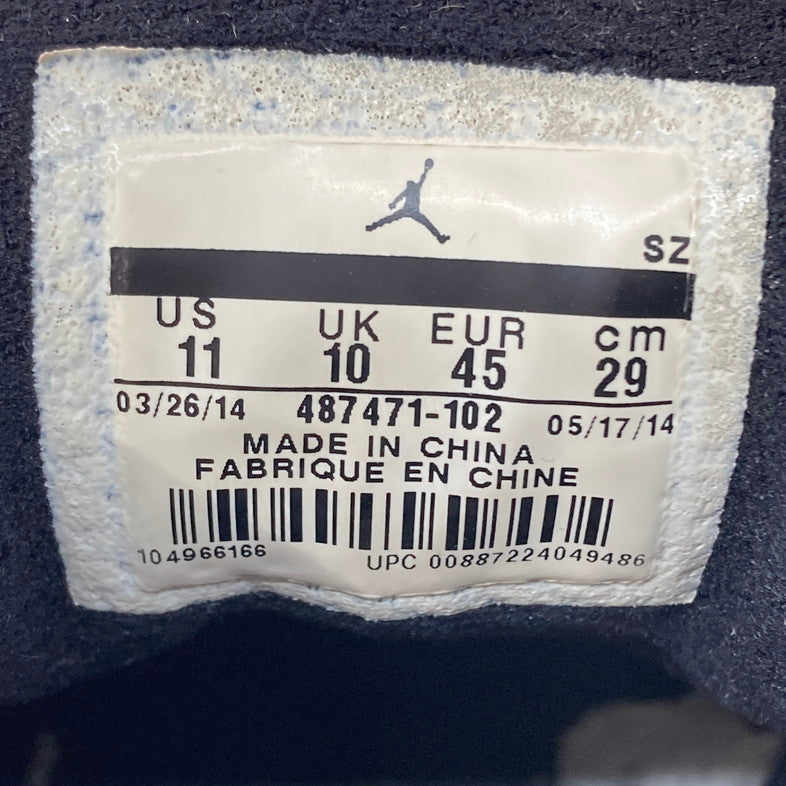 SZ
US UK EUR cm
11 10 45 29
03/26/14 487471-102 05/17/14
MADE IN CHINA
FABRIQUE EN CHINE
104966166 UPC 00887224049486